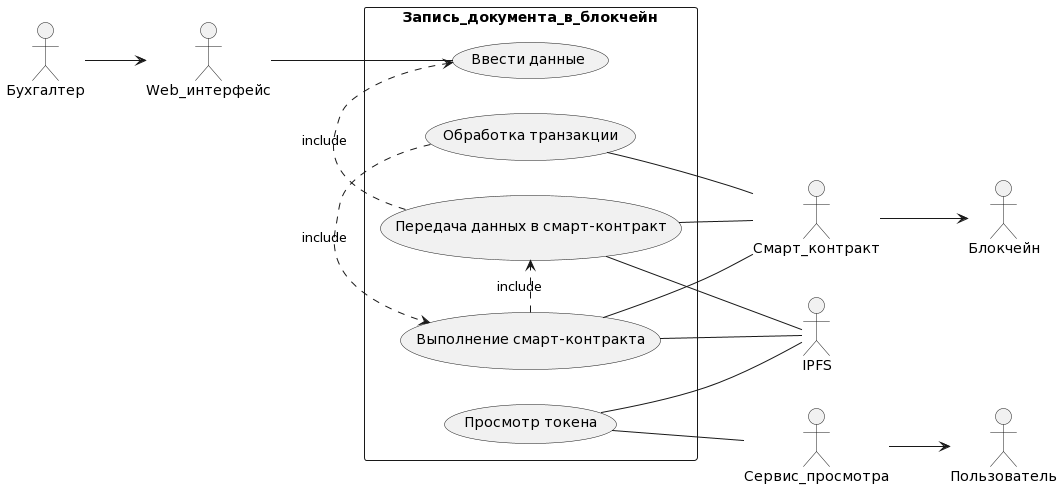 Запись_документа_в_блокчейн
Ввести данные
Бухгалтер
Web_интерфейс
Обработка транзакции
include
Передача данных в смарт-контракт
include
Смарт_контракт
Блокчейн
include
Выполнение смарт-контракта
IPFS
Просмотр токена
Сервис_просмотра
Пользователь